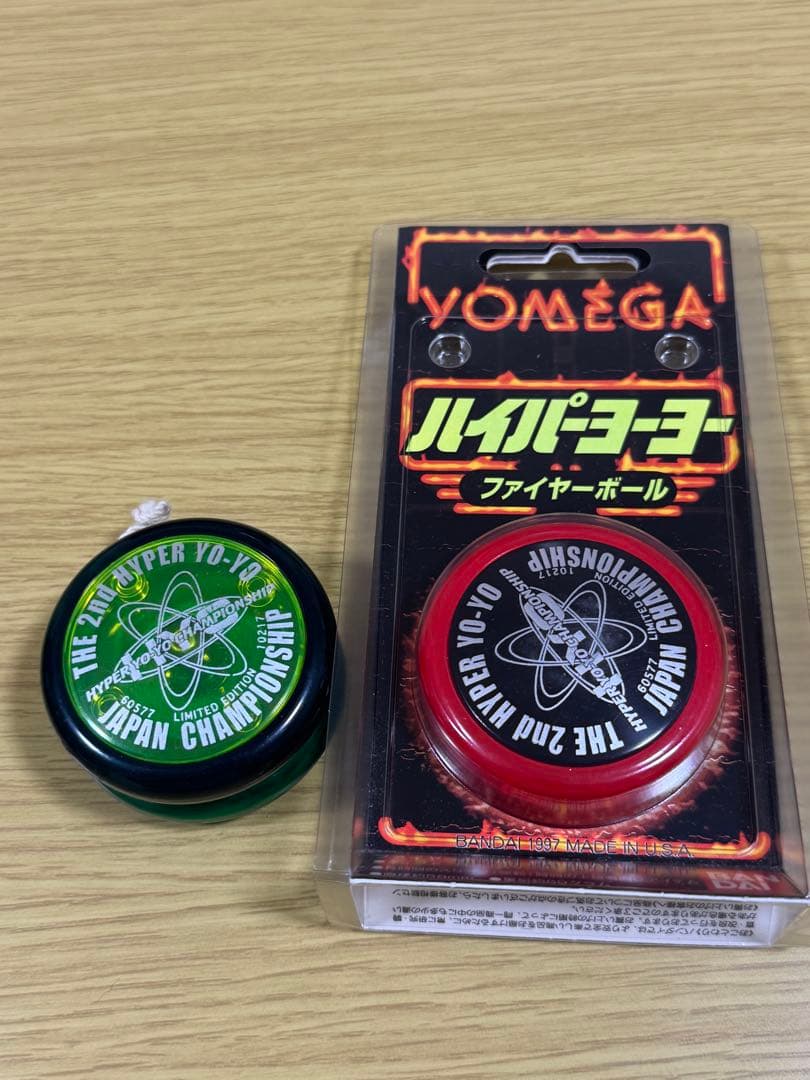 THE 2nd HYPER YO-YO
HYPER YO-YO CHAMPIONSHIP
60577 LIMITED EDITION 10217
JAPAN CHAMPIONSHIP
YOMEGA
ハイパーヨーヨー
ファイヤーボール
THE 2nd HYPER YO-YO
HYPER YO-YO CHAMPIONSHIP
60577 LIMITED EDITION 10217
JAPAN CHAMPIONSHIP
BANDAI 1997 MADE IN U.S.A.